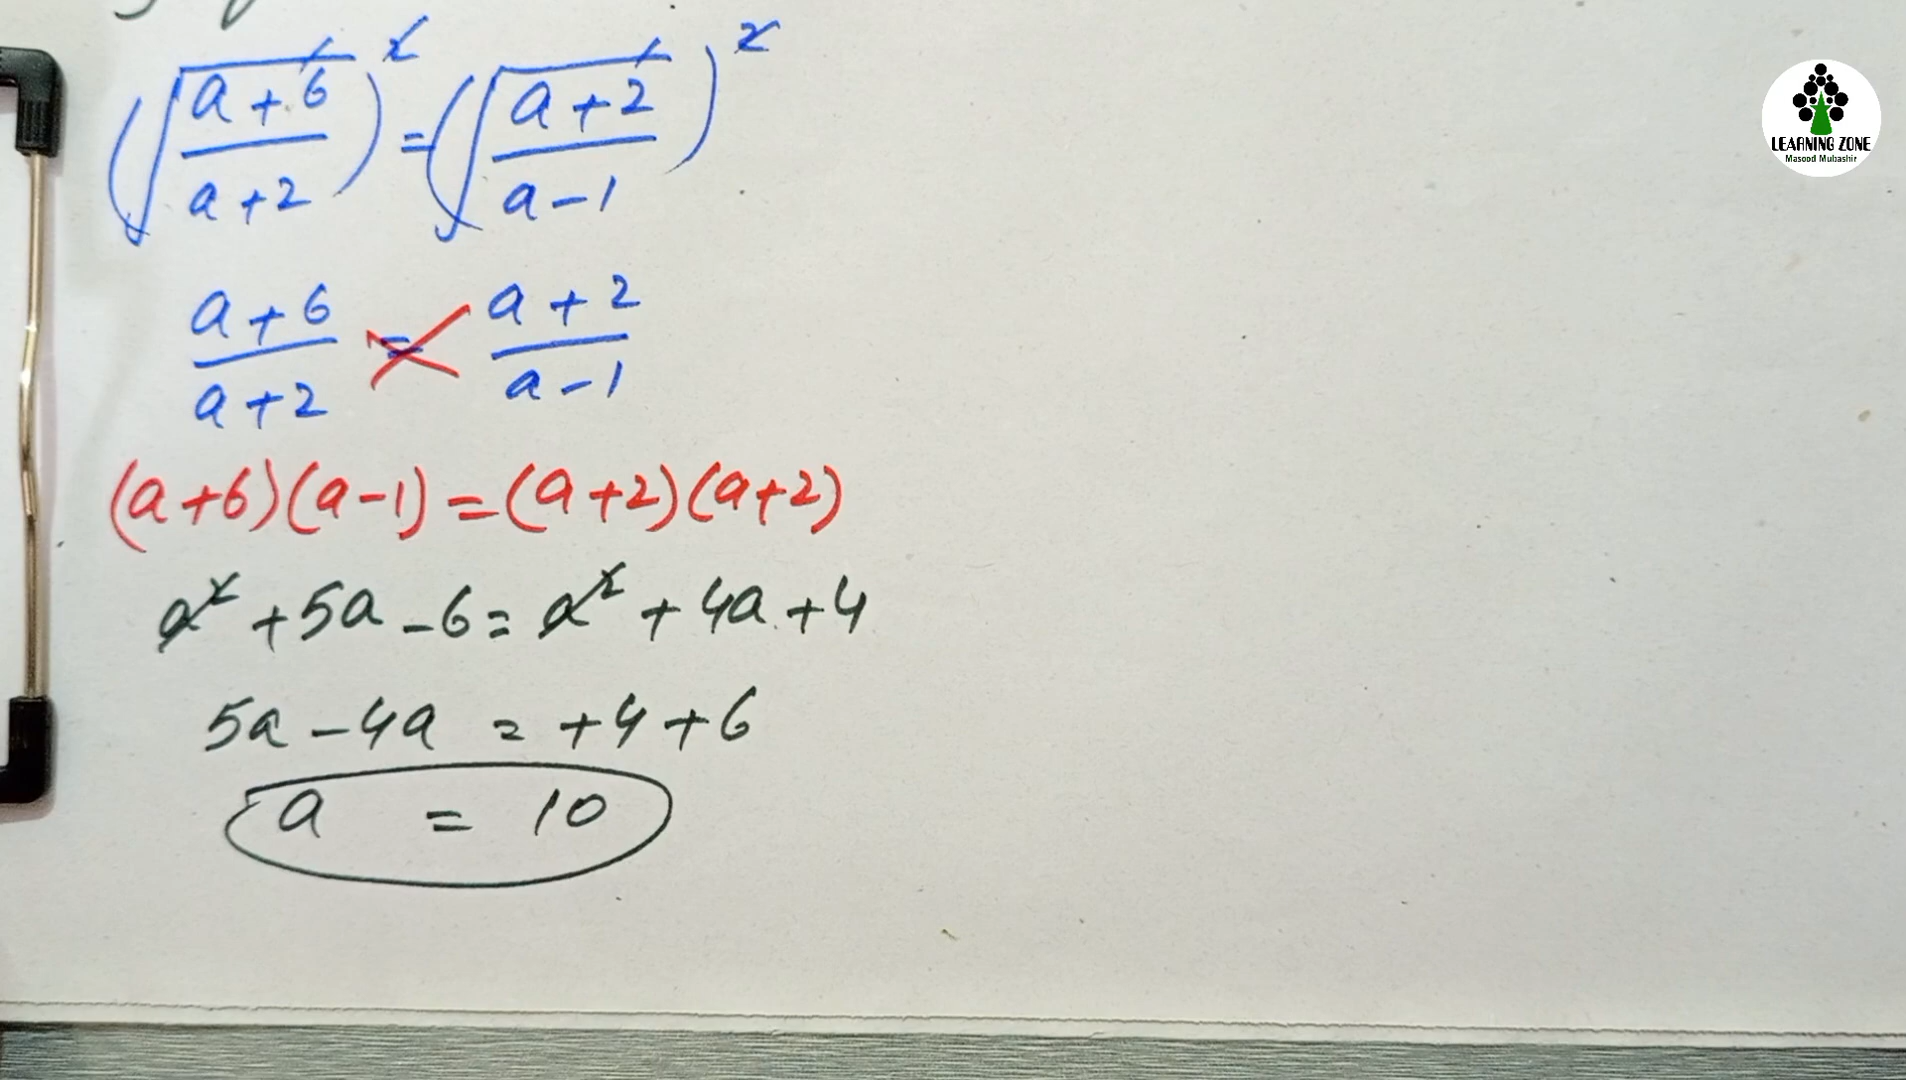 (√(a+6)/(a+2))² = (√(a+2)/(a-1))²
(a+6)/(a+2) = (a+2)/(a-1)
(a+6)(a-1) = (a+2)(a+2)
a² + 5a - 6 = a² + 4a + 4
5a - 4a = +4 + 6
a = 10
LEARNING ZONE
Masood Mubashir